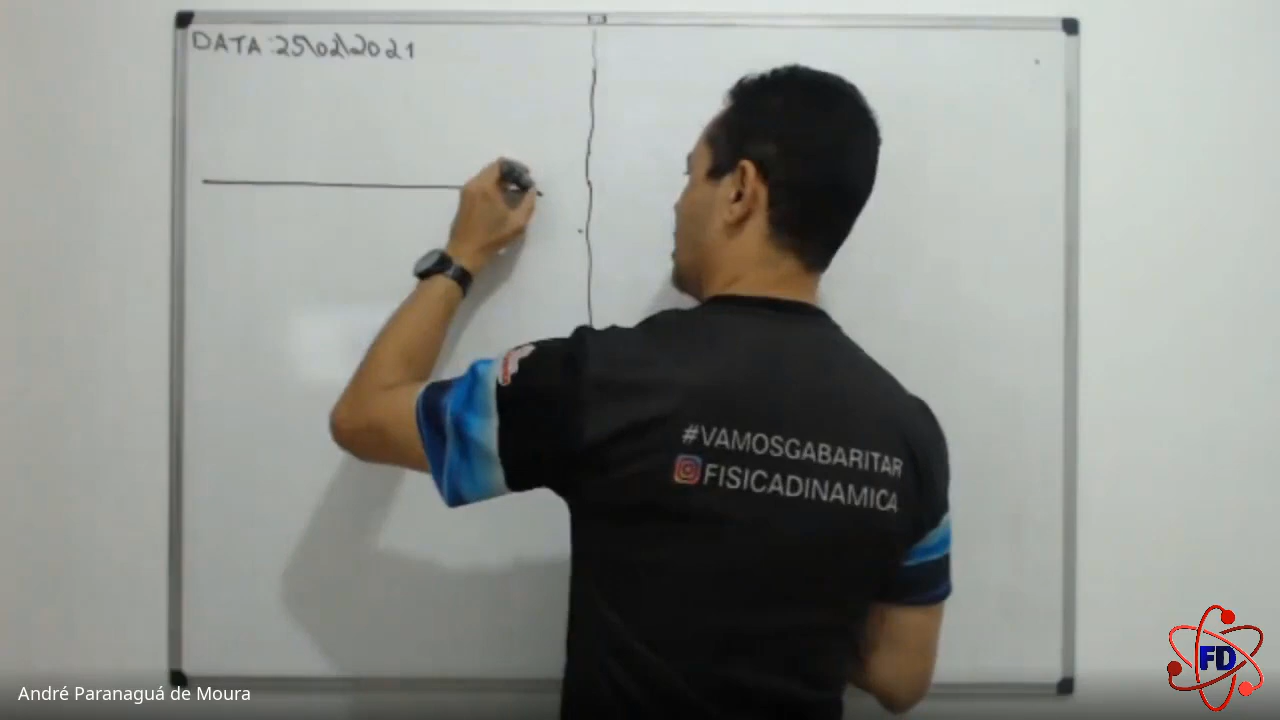 DATA: 25\02\2021
#VAMOSGABARITAR
FISICADINAMICA
FD
André Paranaguá de Moura